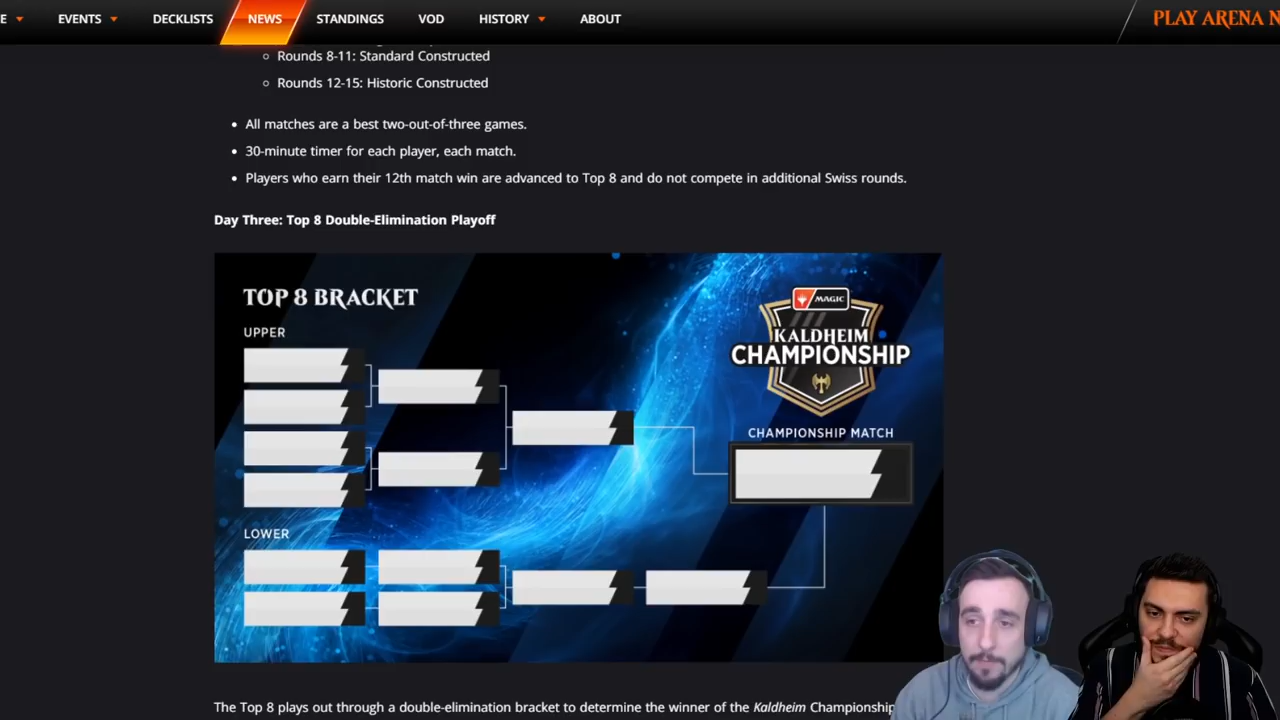 E
EVENTS
DECKLISTS
NEWS
STANDINGS
VOD
HISTORY
ABOUT
PLAY ARENA N
Rounds 8-11: Standard Constructed
Rounds 12-15: Historic Constructed
All matches are a best two-out-of-three games.
30-minute timer for each player, each match.
Players who earn their 12th match win are advanced to Top 8 and do not compete in additional Swiss rounds.
Day Three: Top 8 Double-Elimination Playoff
TOP 8 BRACKET
UPPER
MAGIC
KALDHEIM
CHAMPIONSHIP
CHAMPIONSHIP MATCH
LOWER
The Top 8 plays out through a double-elimination bracket to determine the winner of the Kaldheim Championship